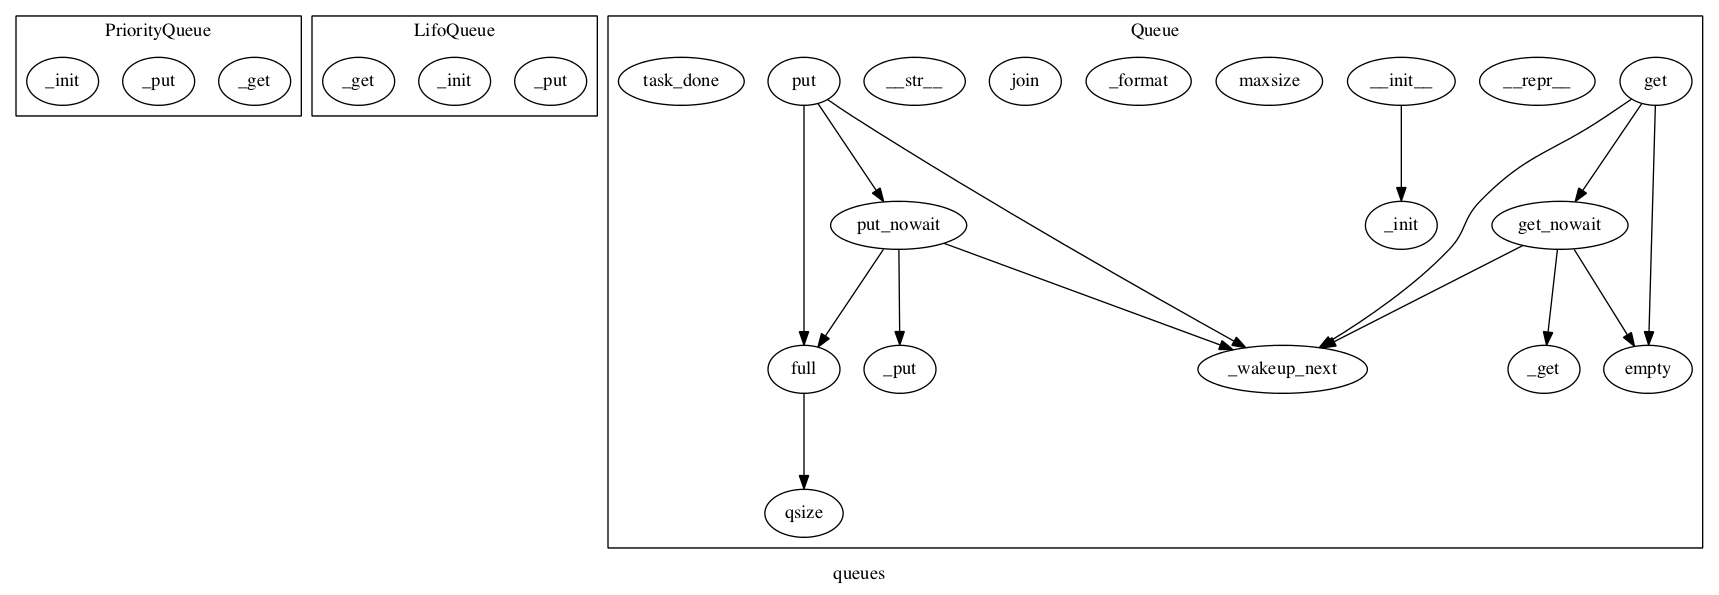 PriorityQueue
_init
_put
_get
LifoQueue
_get
_init
_put
Queue
task_done
put
__str__
join
_format
maxsize
__init__
__repr__
get
put_nowait
_init
get_nowait
full
_put
_wakeup_next
_get
empty
qsize
queues